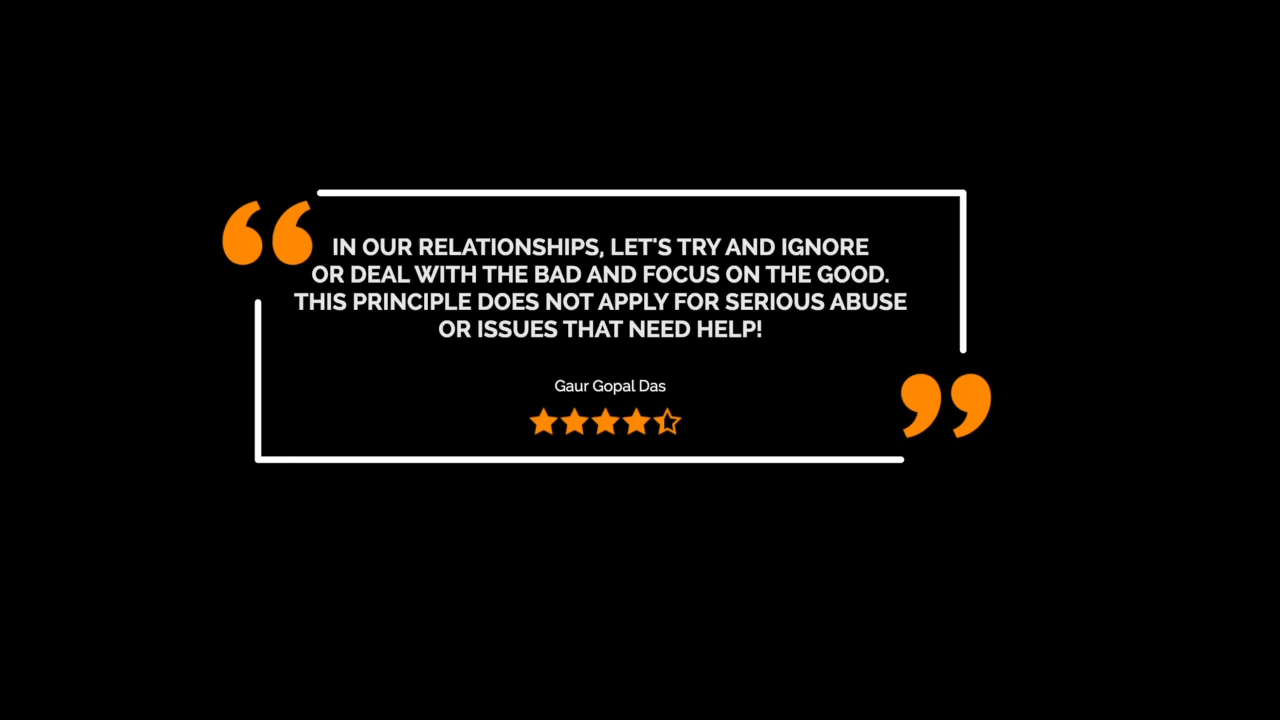 IN OUR RELATIONSHIPS, LET'S TRY AND IGNORE
OR DEAL WITH THE BAD AND FOCUS ON THE GOOD.
THIS PRINCIPLE DOES NOT APPLY FOR SERIOUS ABUSE
OR ISSUES THAT NEED HELP!
Gaur Gopal Das